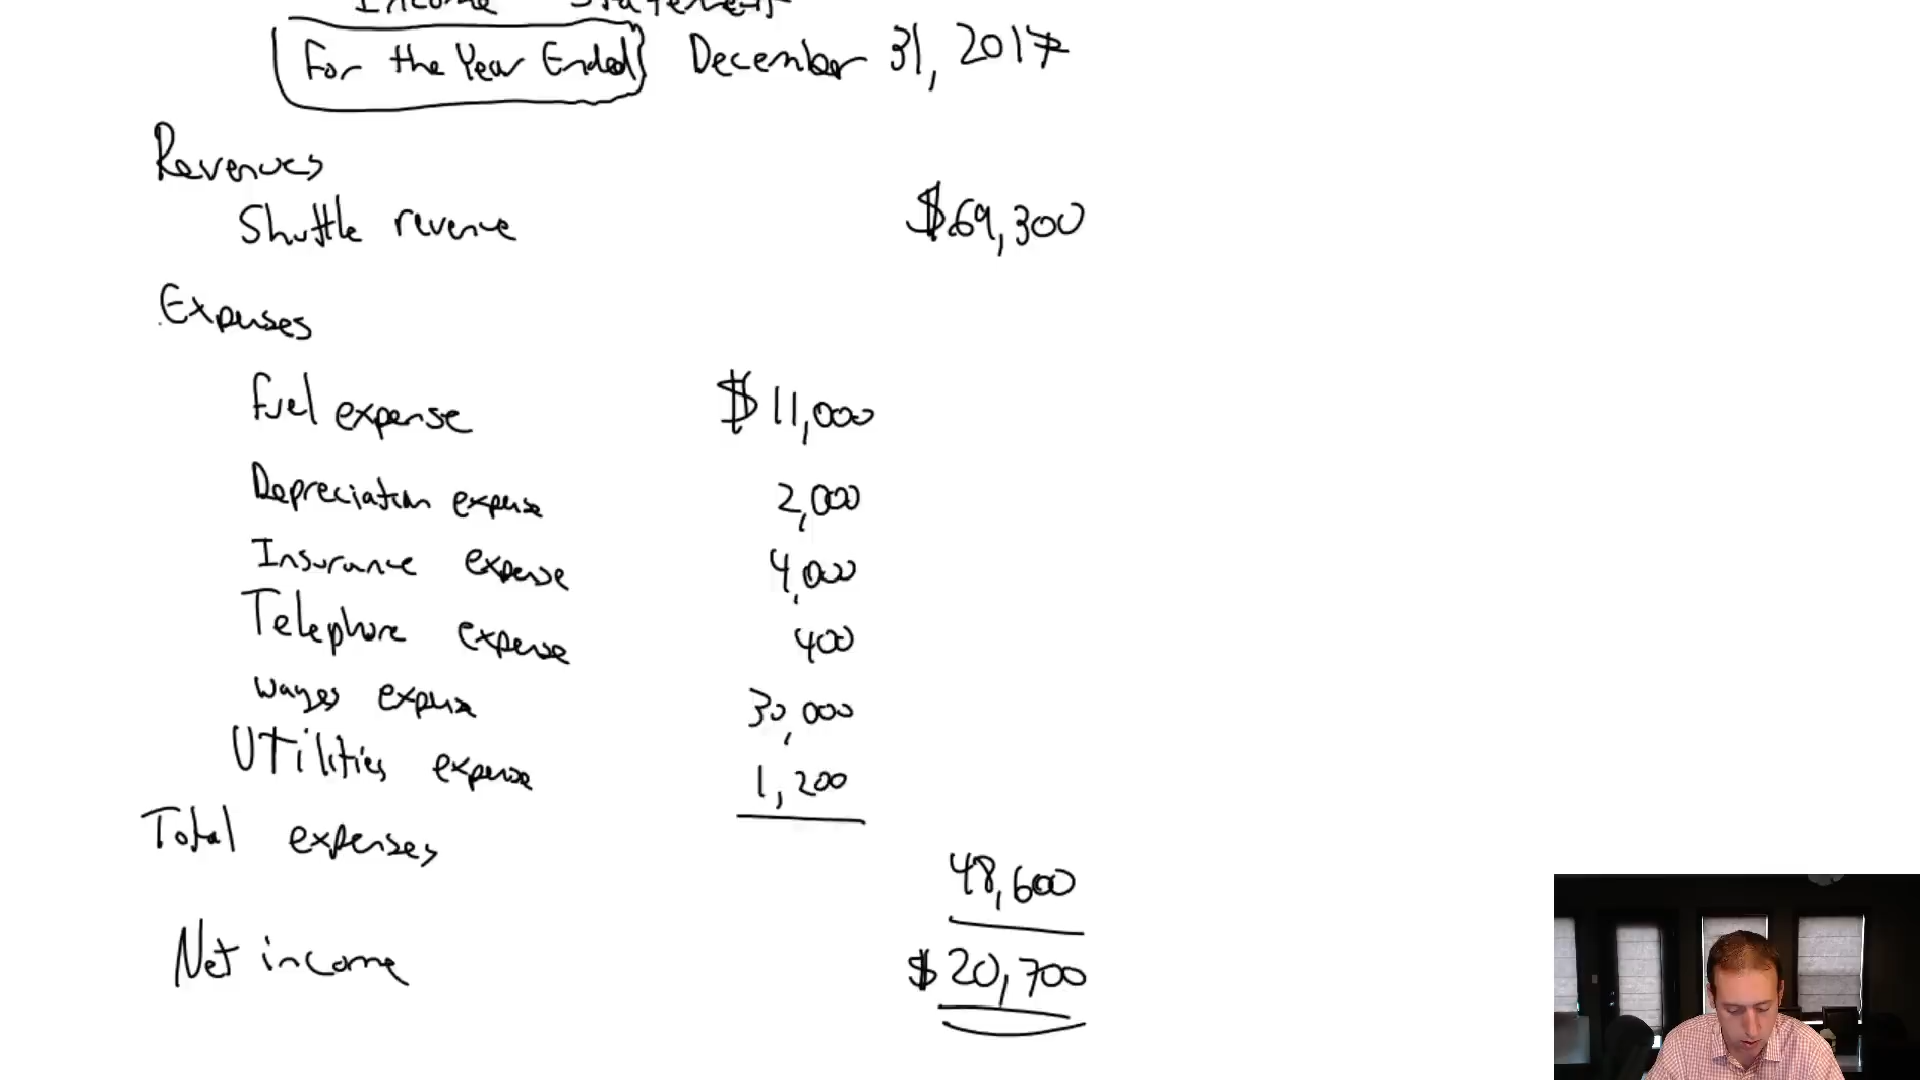 Income Statement
For the Year Ended December 31, 2017
Revenues
Shuttle revenue $69,300
Expenses
Fuel expense $11,000
Depreciation expense 2,000
Insurance expense 4,000
Telephone expense 400
Wages expense 30,000
Utilities expense 1,200
Total expenses
48,600
Net income $20,700